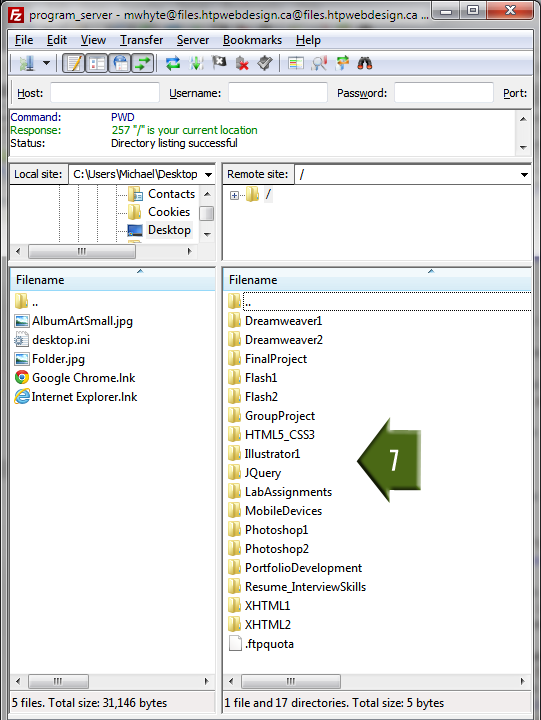 program_server - mwhyte@files.htpwebdesign.ca@files.htpwebdesign.ca ...
File Edit View Transfer Server Bookmarks Help
Host: Username: Password: Port:
Command: PWD
Response: 257 "/" is your current location
Status: Directory listing successful
Local site: C:\Users\Michael\Desktop
Remote site: /
Contacts
Cookies
Desktop
/
Filename
..
AlbumArtSmall.jpg
desktop.ini
Folder.jpg
Google Chrome.lnk
Internet Explorer.lnk
5 files. Total size: 31,146 bytes
Filename
..
Dreamweaver1
Dreamweaver2
FinalProject
Flash1
Flash2
GroupProject
HTML5_CSS3
Illustrator1
JQuery
LabAssignments
MobileDevices
Photoshop1
Photoshop2
PortfolioDevelopment
Resume_InterviewSkills
XHTML1
XHTML2
.ftpquota
7
1 file and 17 directories. Total size: 5 bytes